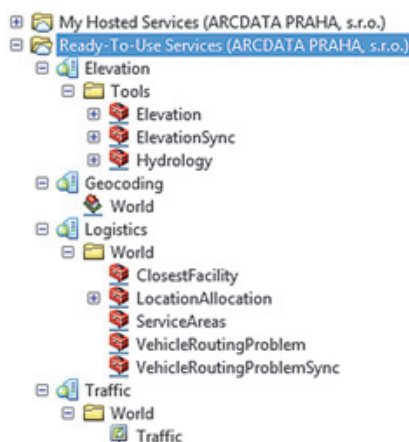 My Hosted Services (ARCDATA PRAHA, s.r.o.)
Ready-To-Use Services (ARCDATA PRAHA, s.r.o.)
Elevation
Tools
Elevation
ElevationSync
Hydrology
Geocoding
World
Logistics
World
ClosestFacility
LocationAllocation
ServiceAreas
VehicleRoutingProblem
VehicleRoutingProblemSync
Traffic
World
Traffic